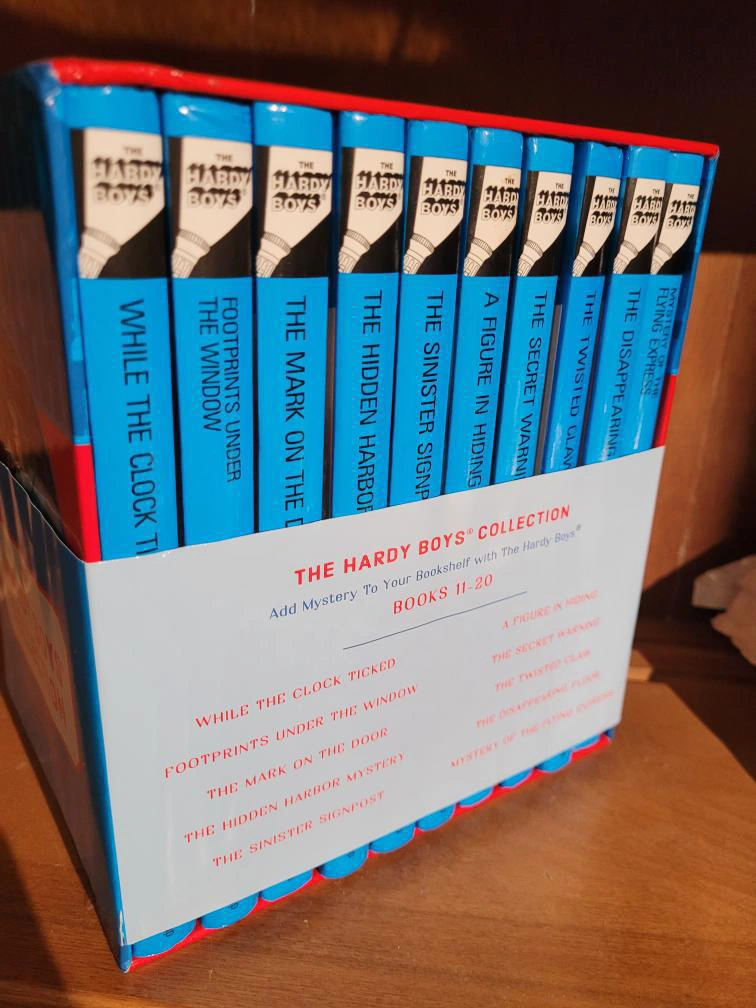 THE HARDY BOYS®
THE HARDY BOYS®
THE HARDY BOYS®
THE HARDY BOYS
THE HARDY BOYS
THE HARDY BOYS
THE HARDY BOYS
THE HARDY BOYS
THE HARDY BOYS
THE HARDY BOYS
WHILE THE CLOCK TI
FOOTPRINTS UNDER
THE WINDOW
THE MARK ON THE D
THE HIDDEN HARBOR
THE SINISTER SIGNP
A FIGURE IN HIDING
THE SECRET WARNI
THE TWISTED CLAW
THE DISAPPEARING
MYSTERY OF THE
FLYING EXPRESS
THE HARDY BOYS® COLLECTION
Add Mystery To Your Bookshelf with The Hardy Boys®
BOOKS 11-20
WHILE THE CLOCK TICKED
FOOTPRINTS UNDER THE WINDOW
THE MARK ON THE DOOR
THE HIDDEN HARBOR MYSTERY
THE SINISTER SIGNPOST
A FIGURE IN HIDING
THE SECRET WARNING
THE TWISTED CLAW
THE DISAPPEARING FLOOR
MYSTERY OF THE FLYING EXPRESS